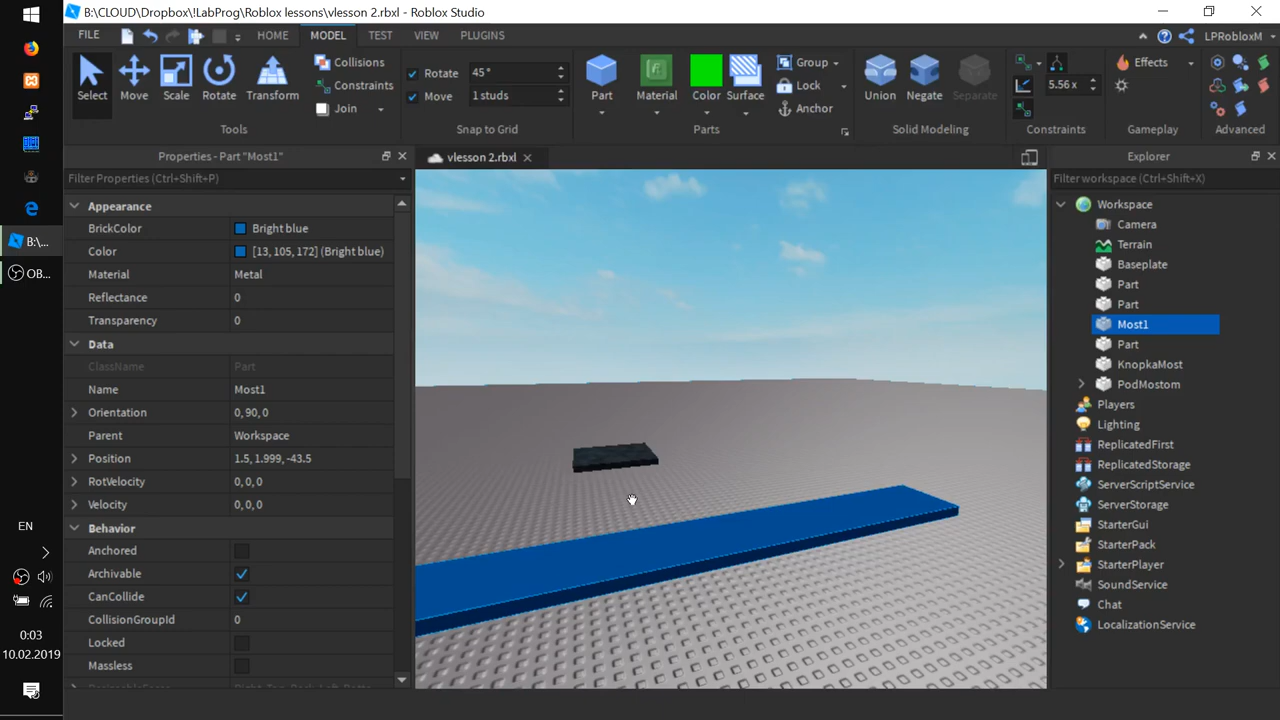 B:\CLOUD\Dropbox\!LabProg\Roblox lessons\vlesson 2.rbxl - Roblox Studio
FILE HOME MODEL TEST VIEW PLUGINS LPRobloxM
Select Move Scale Rotate Transform
Tools
Collisions
Constraints
Join
Rotate 45°
Move 1 studs
Snap to Grid
Part Material Color Surface
Group
Lock
Anchor
Parts
Union Negate Separate
Solid Modeling
5.56 x
Constraints
Effects
Gameplay
Advanced
Properties - Part "Most1"
Filter Properties (Ctrl+Shift+P)
Appearance
BrickColor Bright blue
Color [13, 105, 172] (Bright blue)
Material Metal
Reflectance 0
Transparency 0
Data
ClassName Part
Name Most1
Orientation 0, 90, 0
Parent Workspace
Position 1.5, 1.999, -43.5
RotVelocity 0, 0, 0
Velocity 0, 0, 0
Behavior
Anchored
Archivable
CanCollide
CollisionGroupId 0
Locked
Massless
vlesson 2.rbxl
Explorer
Filter workspace (Ctrl+Shift+X)
Workspace
Camera
Terrain
Baseplate
Part
Part
Most1
Part
KnopkaMost
PodMostom
Players
Lighting
ReplicatedFirst
ReplicatedStorage
ServerScriptService
ServerStorage
StarterGui
StarterPack
StarterPlayer
SoundService
Chat
LocalizationService
B:\...
OB...
EN
0:03
10.02.2019